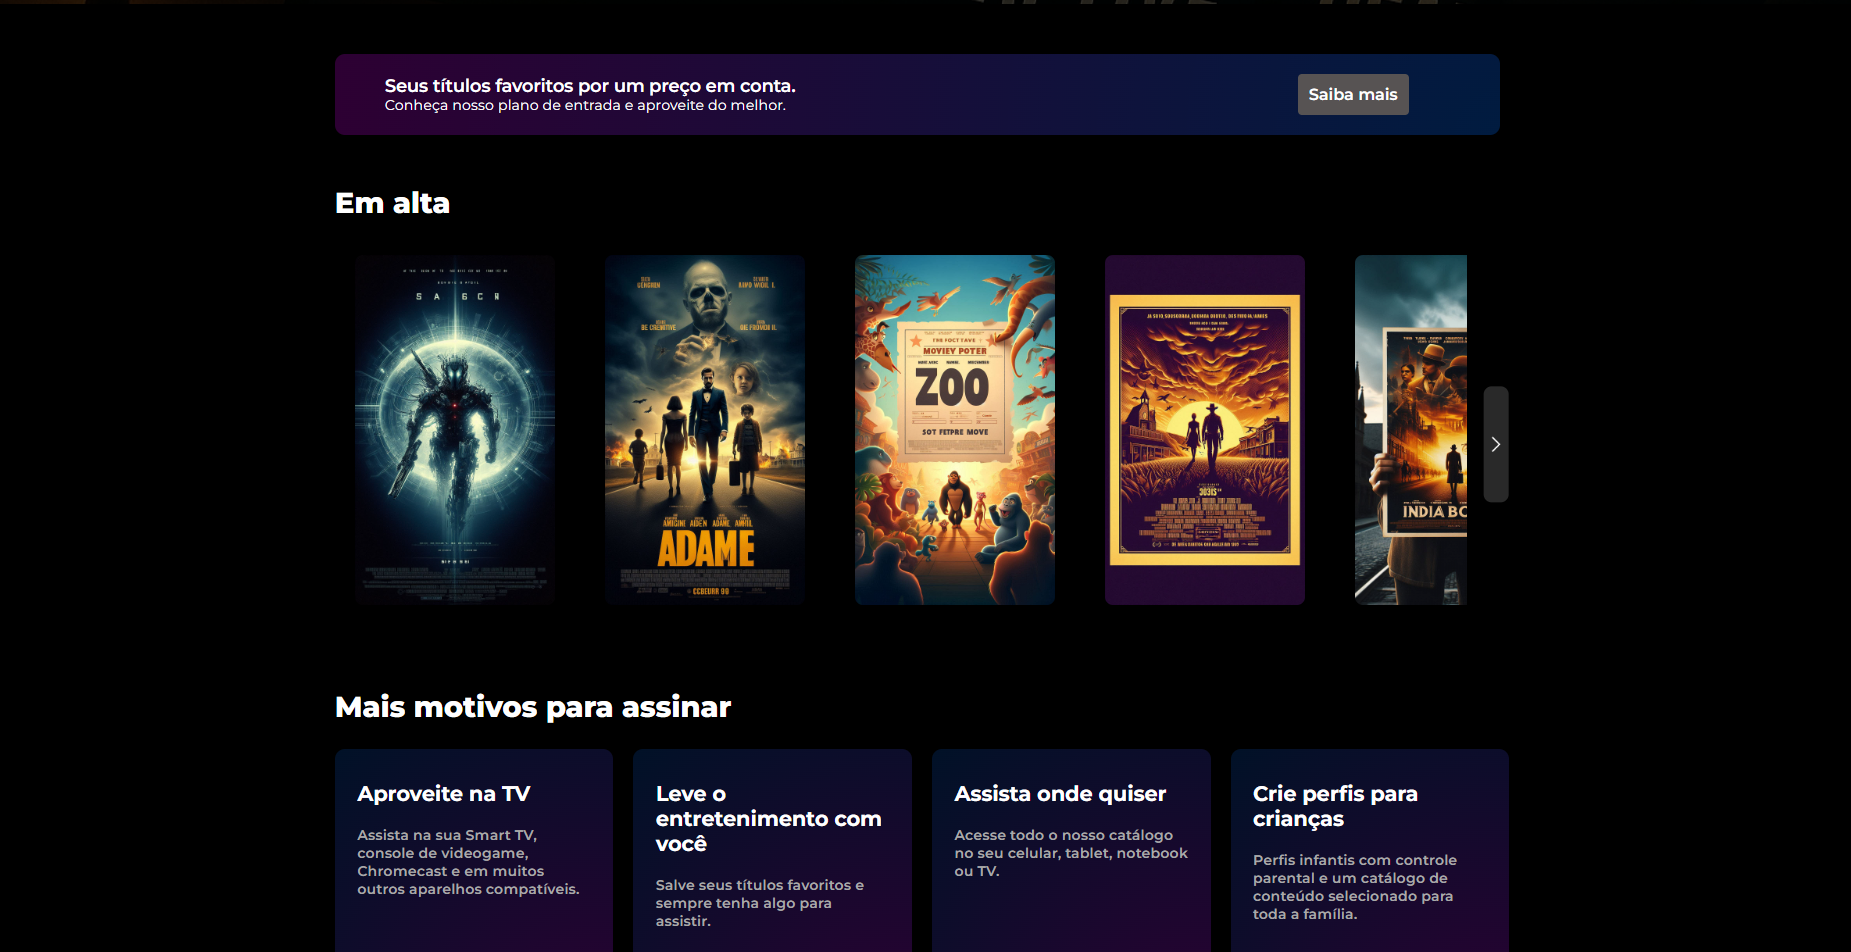 Seus títulos favoritos por um preço em conta.
Conheça nosso plano de entrada e aproveite do melhor.
Saiba mais
Em alta
MOVIEY POTER
ZOO
SOT FETPRE MOVE
AMEGINI AIDEN ADAME
ADAME
INDIA BO
Mais motivos para assinar
Aproveite na TV
Assista na sua Smart TV,
console de videogame,
Chromecast e em muitos
outros aparelhos compatíveis.
Leve o
entretenimento com
você
Salve seus títulos favoritos e
sempre tenha algo para
assistir.
Assista onde quiser
Acesse todo o nosso catálogo
no seu celular, tablet, notebook
ou TV.
Crie perfis para
crianças
Perfis infantis com controle
parental e um catálogo de
conteúdo selecionado para
toda a família.